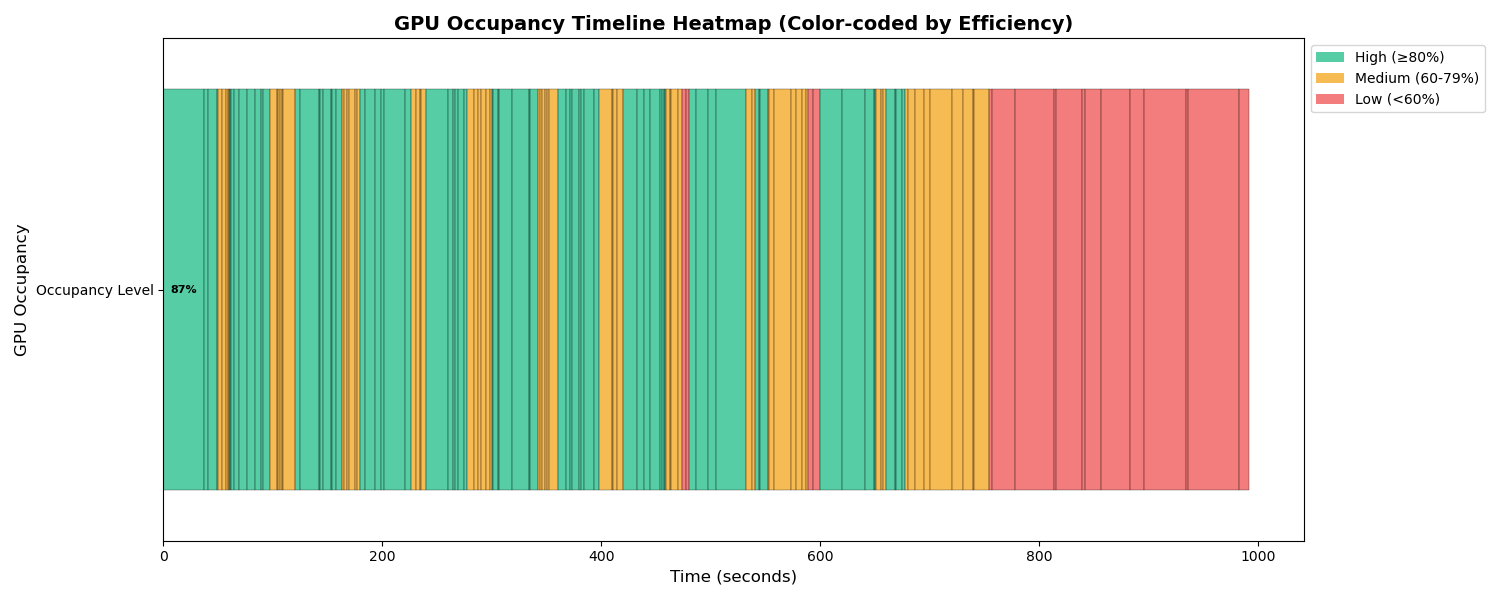 GPU Occupancy Timeline Heatmap (Color-coded by Efficiency)
High (≥80%)
Medium (60-79%)
Low (<60%)
GPU Occupancy
Occupancy Level
87%
0
200
400
600
800
1000
Time (seconds)